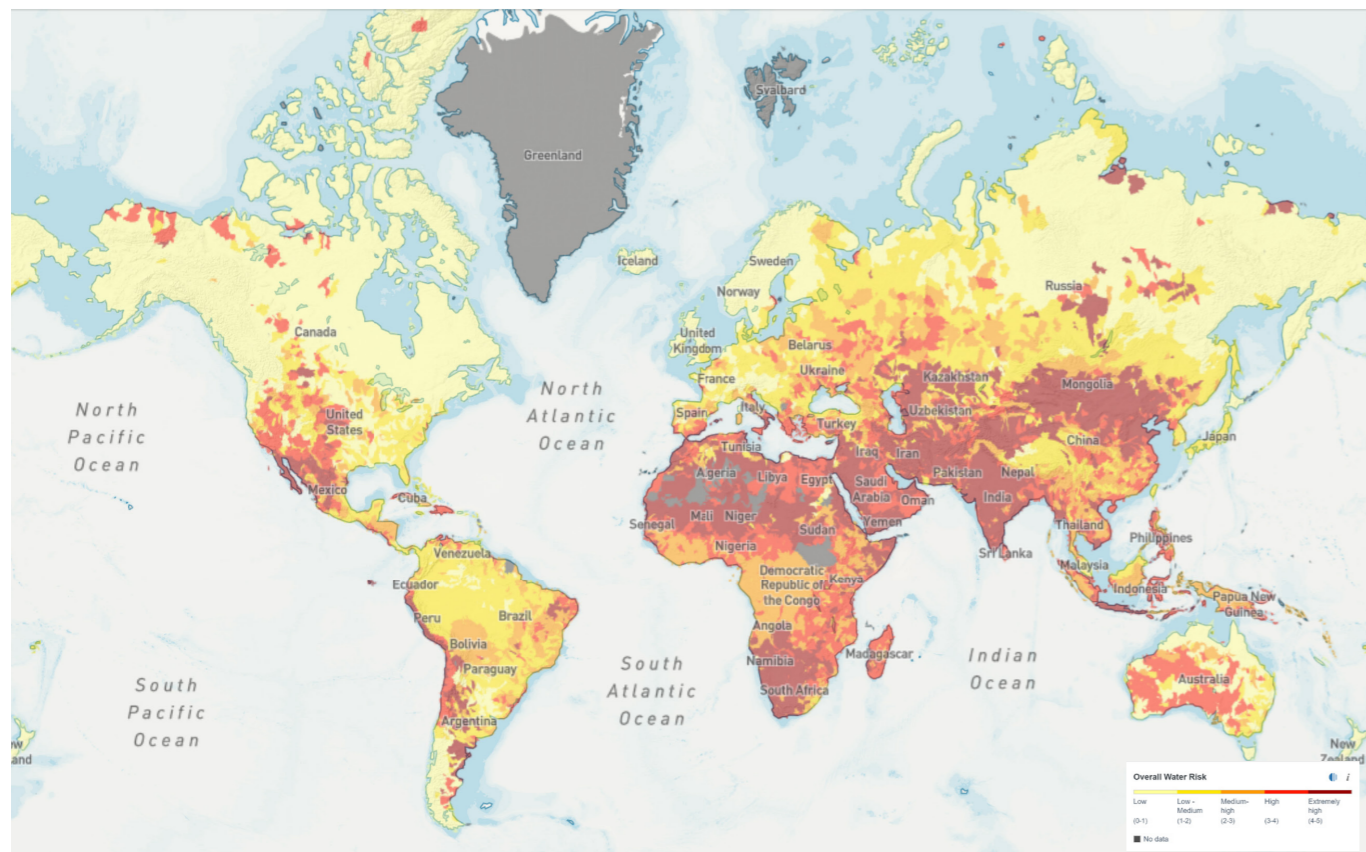 Svalbard
Greenland
Iceland
Sweden
Norway
Russia
Canada
United
Kingdom
Belarus
Ukraine
France
Kazakhstan
Mongolia
North
Pacific
Ocean
North
Atlantic
Ocean
United
States
Spain
Italy
Uzbekistan
Turkey
China
Japan
Tunisia
Iraq
Iran
Algeria
Libya
Egypt
Pakistan
Nepal
Mexico
Cuba
Saudi
Arabia
Oman
India
Senegal
Mali
Niger
Sudan
Yemen
Thailand
Philippines
Nigeria
Venezuela
Sri Lanka
Malaysia
Democratic
Republic of
the Congo
Kenya
Ecuador
Indonesia
Papua New
Guinea
Peru
Brazil
Angola
Bolivia
Paraguay
Namibia
Madagascar
Indian
Ocean
South
Atlantic
Ocean
South Africa
Australia
South
Pacific
Ocean
Argentina
ew
and
New
Zealand
Overall Water Risk
i
Low
(0-1)
Low -
Medium
(1-2)
Medium-
high
(2-3)
High
(3-4)
Extremely
high
(4-5)
No data